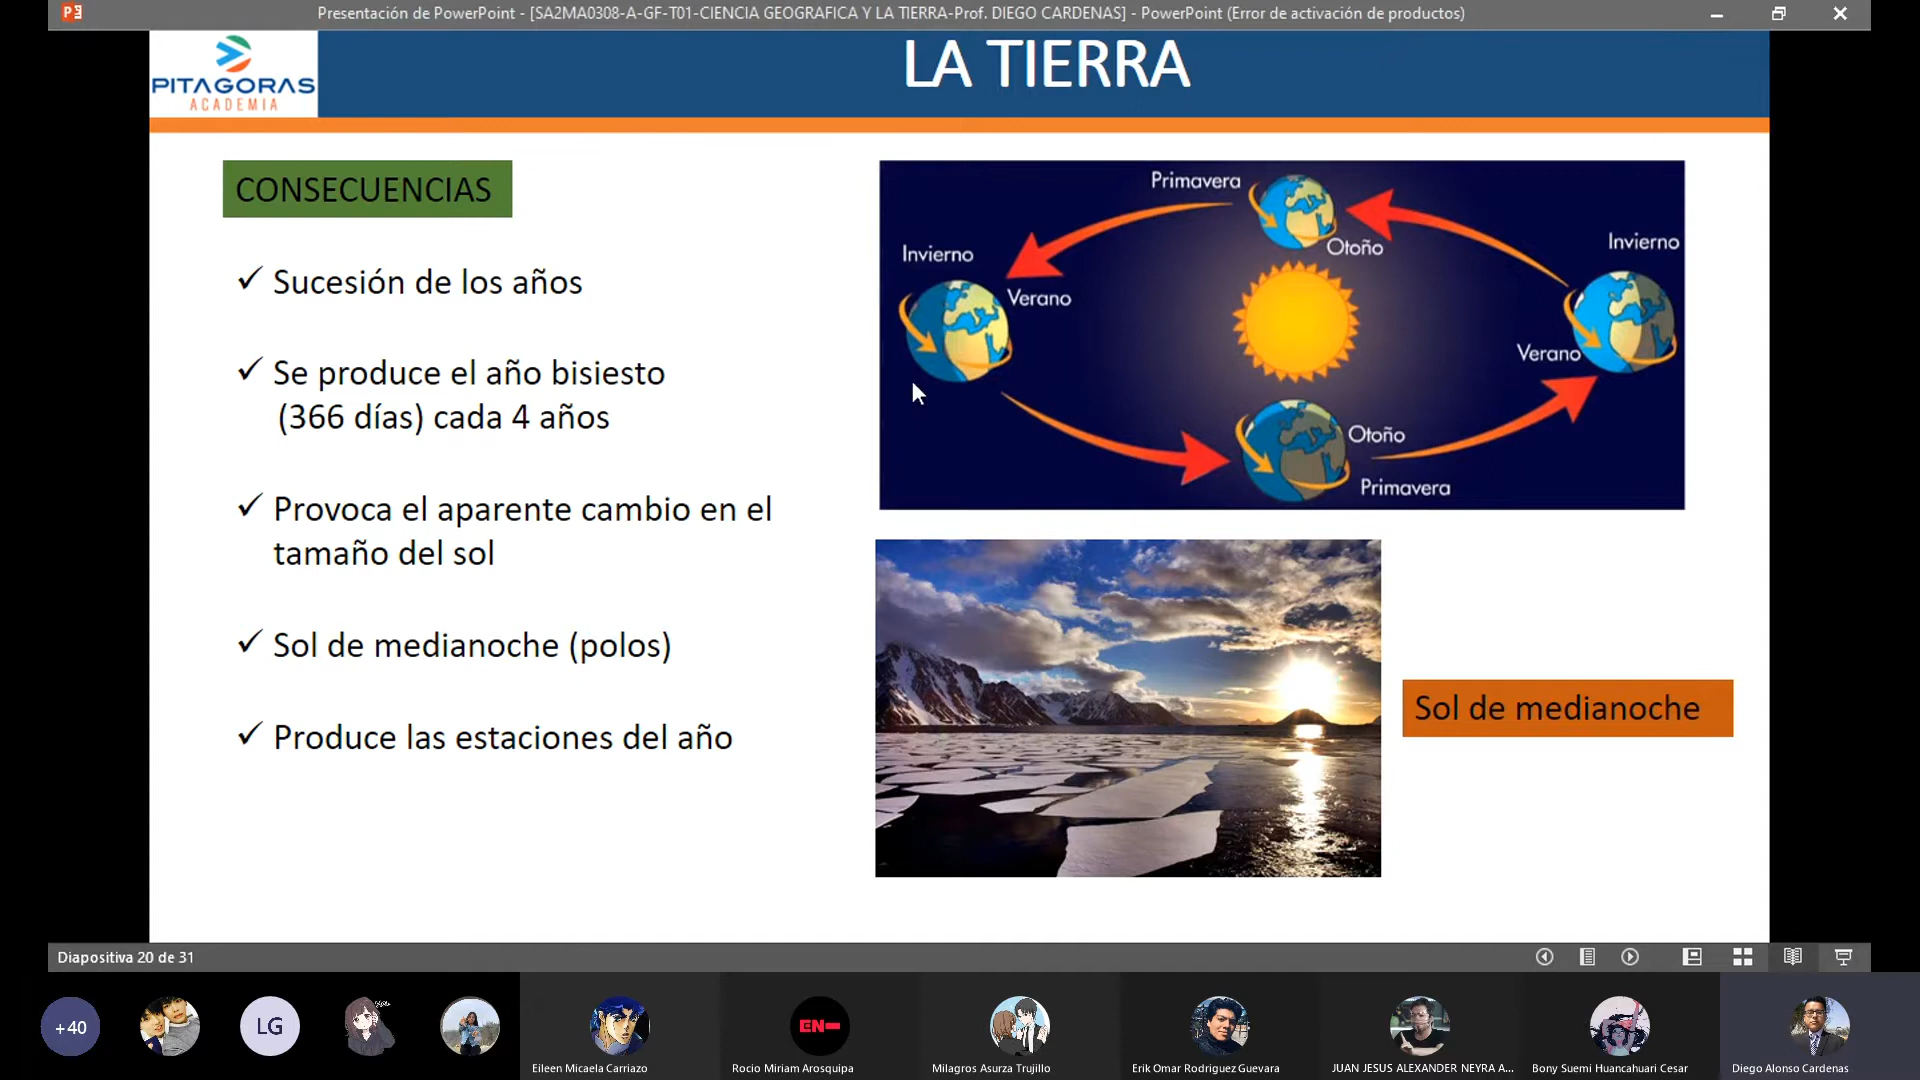 Presentación de PowerPoint - [SA2MA0308-A-GF-T01-CIENCIA GEOGRAFICA Y LA TIERRA-Prof. DIEGO CARDENAS] - PowerPoint (Error de activación de productos)
PITAGORAS
ACADEMIA
LA TIERRA
CONSECUENCIAS
✓ Sucesión de los años
✓ Se produce el año bisiesto
(366 días) cada 4 años
✓ Provoca el aparente cambio en el
tamaño del sol
✓ Sol de medianoche (polos)
✓ Produce las estaciones del año
Primavera
Otoño
Invierno
Verano
Invierno
Verano
Otoño
Primavera
Sol de medianoche
Diapositiva 20 de 31
+40
LG
EN
Eileen Micaela Carriazo
Rocio Miriam Arosquipa
Milagros Asurza Trujillo
Erik Omar Rodriguez Guevara
JUAN JESUS ALEXANDER NEYRA A...
Bony Suemi Huancahuari Cesar
Diego Alonso Cardenas